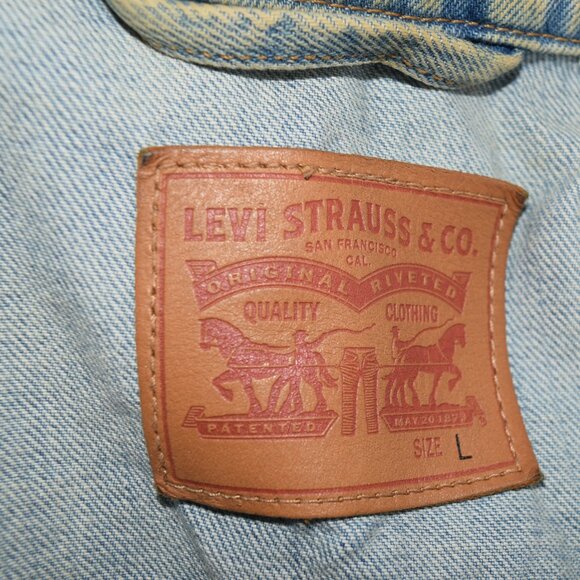 LEVI STRAUSS & CO.
SAN FRANCISCO
CAL.
ORIGINAL RIVETED
QUALITY CLOTHING
PATENTED MAY 20 1873
SIZE L